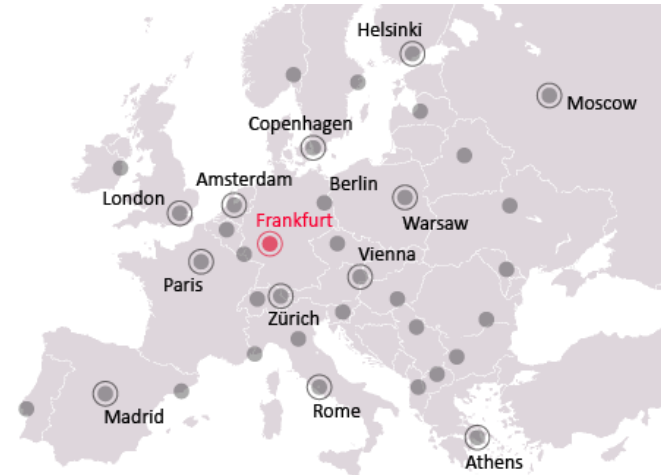 Helsinki
Moscow
Copenhagen
Amsterdam
Berlin
London
Frankfurt
Warsaw
Vienna
Paris
Zürich
Madrid
Rome
Athens